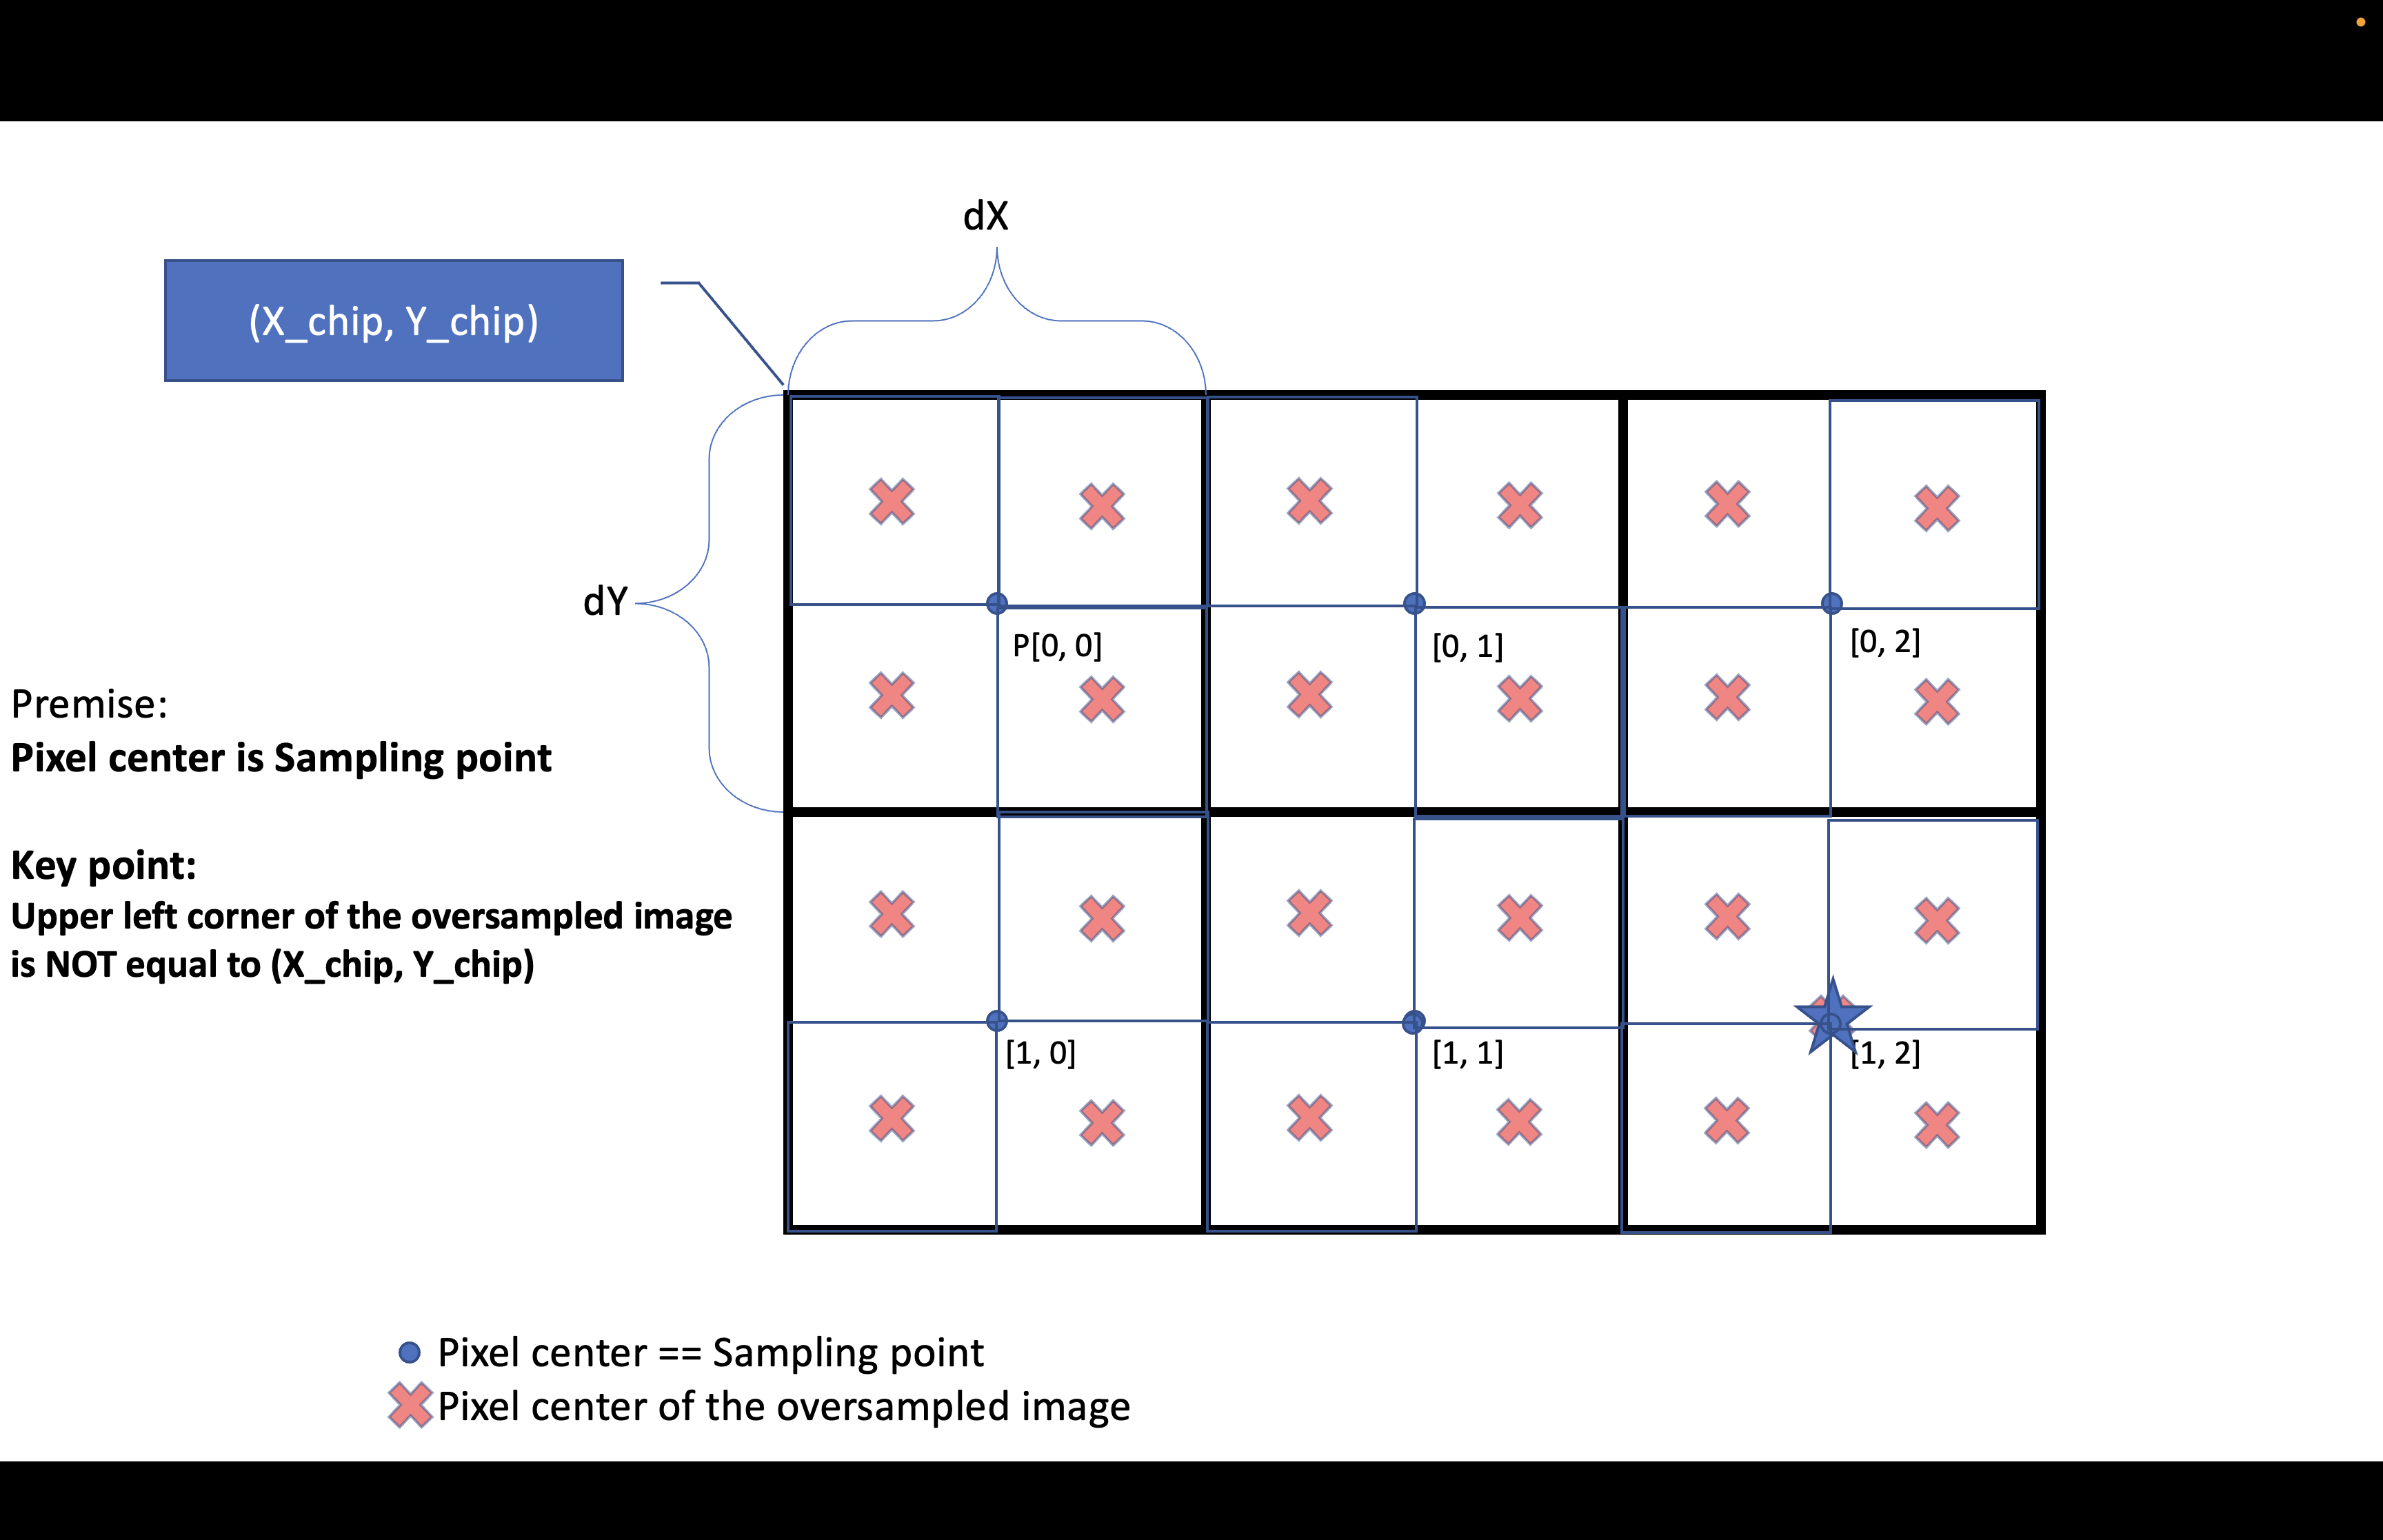 dX
(X_chip, Y_chip)
dY
P[0, 0]
[0, 1]
[0, 2]
Premise:
Pixel center is Sampling point
Key point:
Upper left corner of the oversampled image
is NOT equal to (X_chip, Y_chip)
[1, 0]
[1, 1]
[1, 2]
Pixel center == Sampling point
Pixel center of the oversampled image